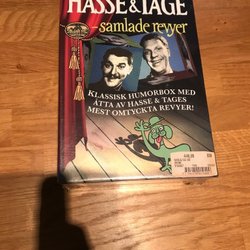 HASSE & TAGE
samlade revyer
KLASSISK HUMORBOX MED
ÅTTA AV HASSE & TAGES
MEST OMTYCKTA REVYER!